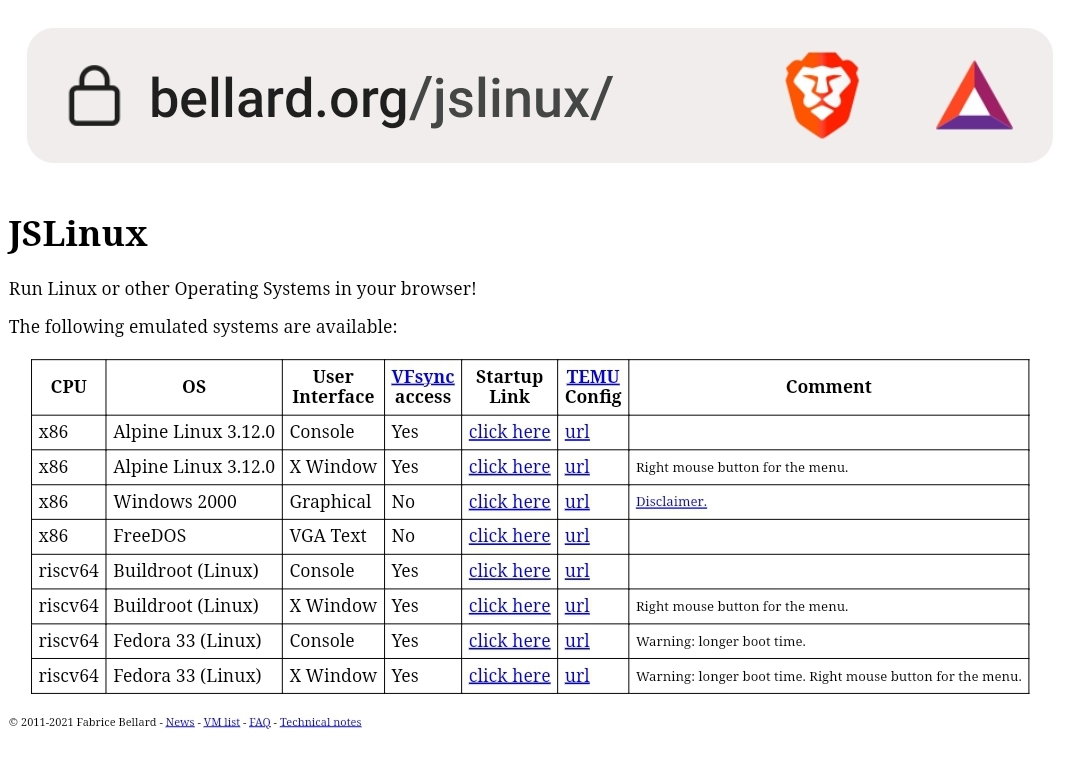 bellard.org/jslinux/
JSLinux
Run Linux or other Operating Systems in your browser!
The following emulated systems are available:
CPU OS User Interface VFsync access Startup Link TEMU Config Comment
x86 Alpine Linux 3.12.0 Console Yes click here url
x86 Alpine Linux 3.12.0 X Window Yes click here url Right mouse button for the menu.
x86 Windows 2000 Graphical No click here url Disclaimer.
x86 FreeDOS VGA Text No click here url
riscv64 Buildroot (Linux) Console Yes click here url
riscv64 Buildroot (Linux) X Window Yes click here url Right mouse button for the menu.
riscv64 Fedora 33 (Linux) Console Yes click here url Warning: longer boot time.
riscv64 Fedora 33 (Linux) X Window Yes click here url Warning: longer boot time. Right mouse button for the menu.
© 2011-2021 Fabrice Bellard - News - VM list - FAQ - Technical notes